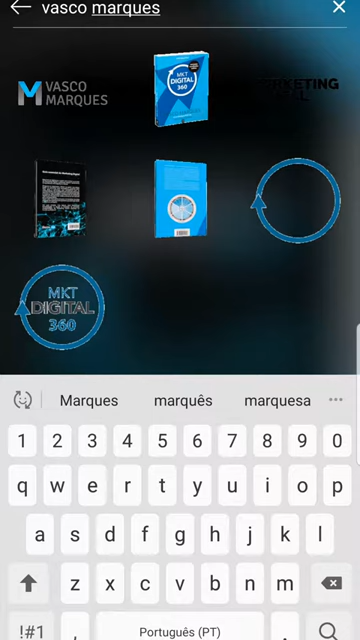 vasco marques
VASCO
MARQUES
MKT
DIGITAL
360
MARKETING
MKT
DIGITAL
360
Marques marquês marquesa ...
1 2 3 4 5 6 7 8 9 0
q w e r t y u i o p
a s d f g h j k l
z x c v b n m
!#1 , Português (PT) .